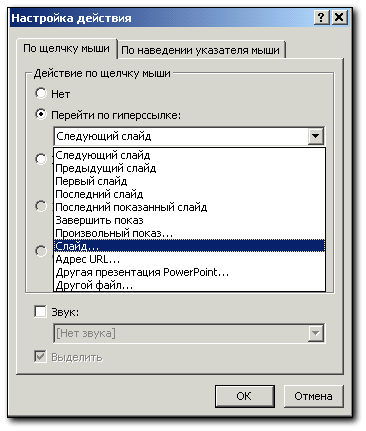 Настройка действия
По щелчку мыши
По наведении указателя мыши
Действие по щелчку мыши
Нет
Перейти по гиперссылке:
Следующий слайд
Следующий слайд
Предыдущий слайд
Первый слайд
Последний слайд
Последний показанный слайд
Завершить показ
Произвольный показ...
Слайд...
Адрес URL...
Другая презентация PowerPoint...
Другой файл...
Звук:
[Нет звука]
Выделить
ОК
Отмена